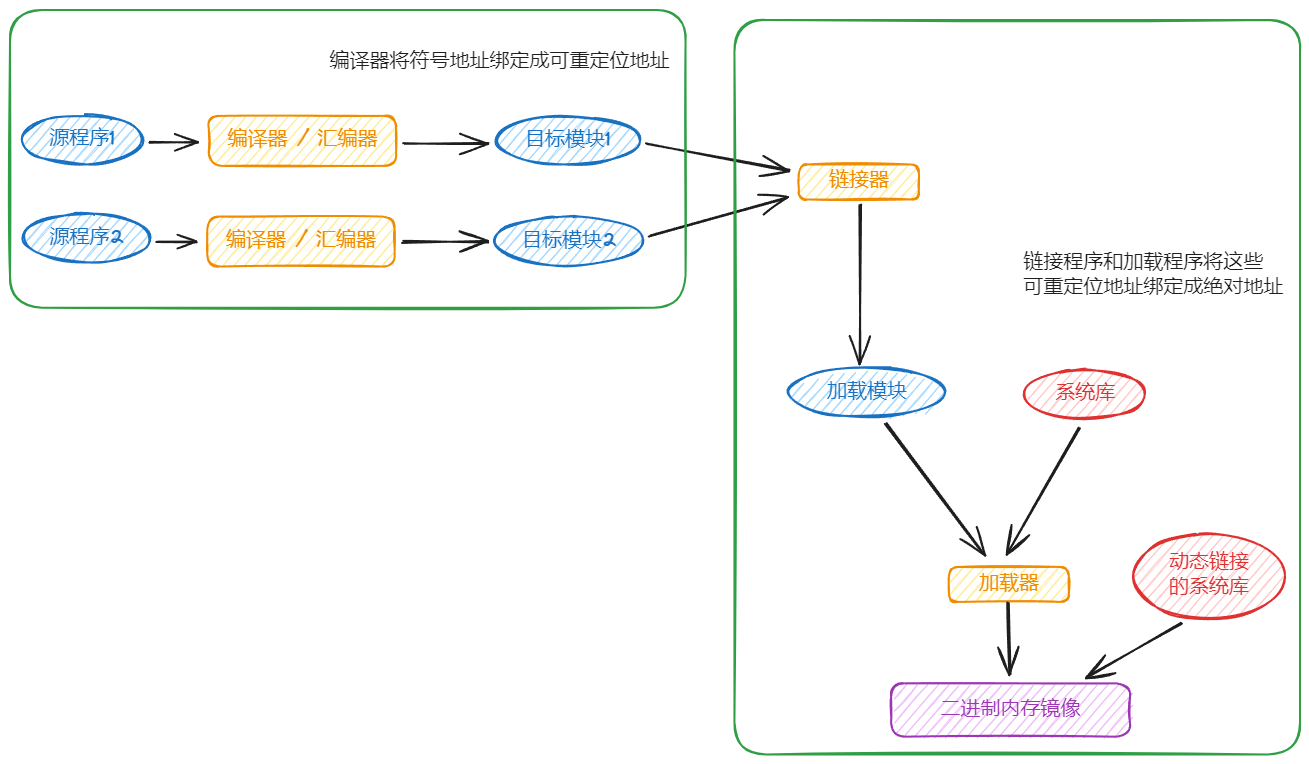 编译器将符号地址绑定成可重定位地址
源程序1
编译器 / 汇编器
目标模块1
源程序2
编译器 / 汇编器
目标模块2
链接器
链接程序和加载程序将这些
可重定位地址绑定成绝对地址
加载模块
系统库
加载器
动态链接
的系统库
二进制内存镜像